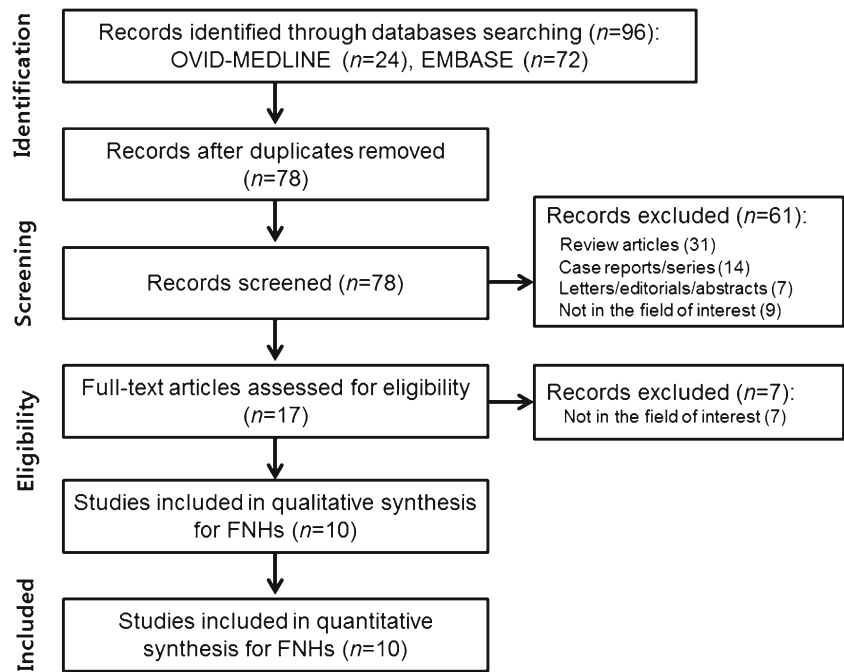 Identification
Records identified through databases searching (n=96):
OVID-MEDLINE (n=24), EMBASE (n=72)
Records after duplicates removed
(n=78)
Screening
Records screened (n=78)
Records excluded (n=61):
Review articles (31)
Case reports/series (14)
Letters/editorials/abstracts (7)
Not in the field of interest (9)
Eligibility
Full-text articles assessed for eligibility
(n=17)
Records excluded (n=7):
Not in the field of interest (7)
Studies included in qualitative synthesis
for FNHs (n=10)
Included
Studies included in quantitative
synthesis for FNHs (n=10)